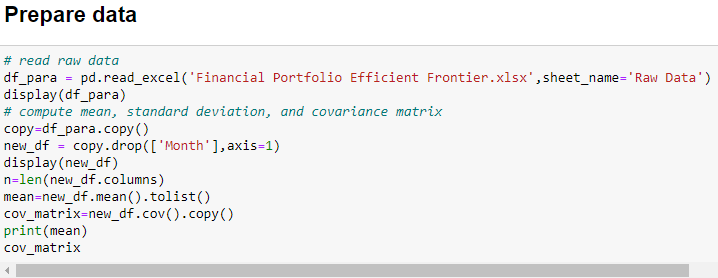 Prepare data
# read raw data
df_para = pd.read_excel('Financial Portfolio Efficient Frontier.xlsx',sheet_name='Raw Data')
display(df_para)
# compute mean, standard deviation, and covariance matrix
copy=df_para.copy()
new_df = copy.drop(['Month'],axis=1)
display(new_df)
n=len(new_df.columns)
mean=new_df.mean().tolist()
cov_matrix=new_df.cov().copy()
print(mean)
cov_matrix